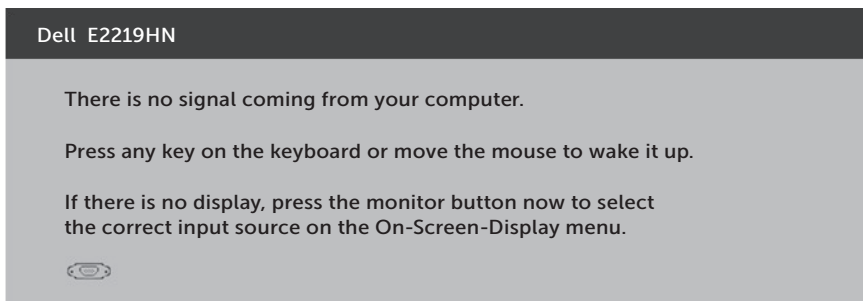 Dell E2219HN
There is no signal coming from your computer.
Press any key on the keyboard or move the mouse to wake it up.
If there is no display, press the monitor button now to select
the correct input source on the On-Screen-Display menu.